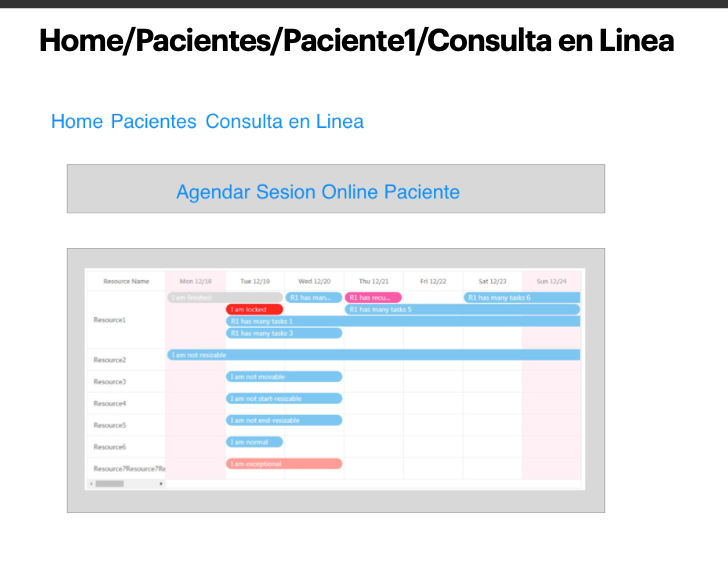 Home/Pacientes/Paciente1/Consulta en Linea
Home Pacientes Consulta en Linea
Agendar Sesion Online Paciente
Resource Name Mon 12/18 Tue 12/19 Wed 12/20 Thu 12/21 Fri 12/22 Sat 12/23 Sun 12/24
I am finished R1 has man... R1 has recu... R1 has many tasks 6
I am locked R1 has many tasks 5
Resource1 R1 has many tasks 1
R1 has many tasks 3
Resource2 I am not resizable
Resource3 I am not movable
Resource4 I am not start-resizable
Resource5 I am not end-resizable
Resource6 I am normal
Resource7Resource7Re I am exceptional